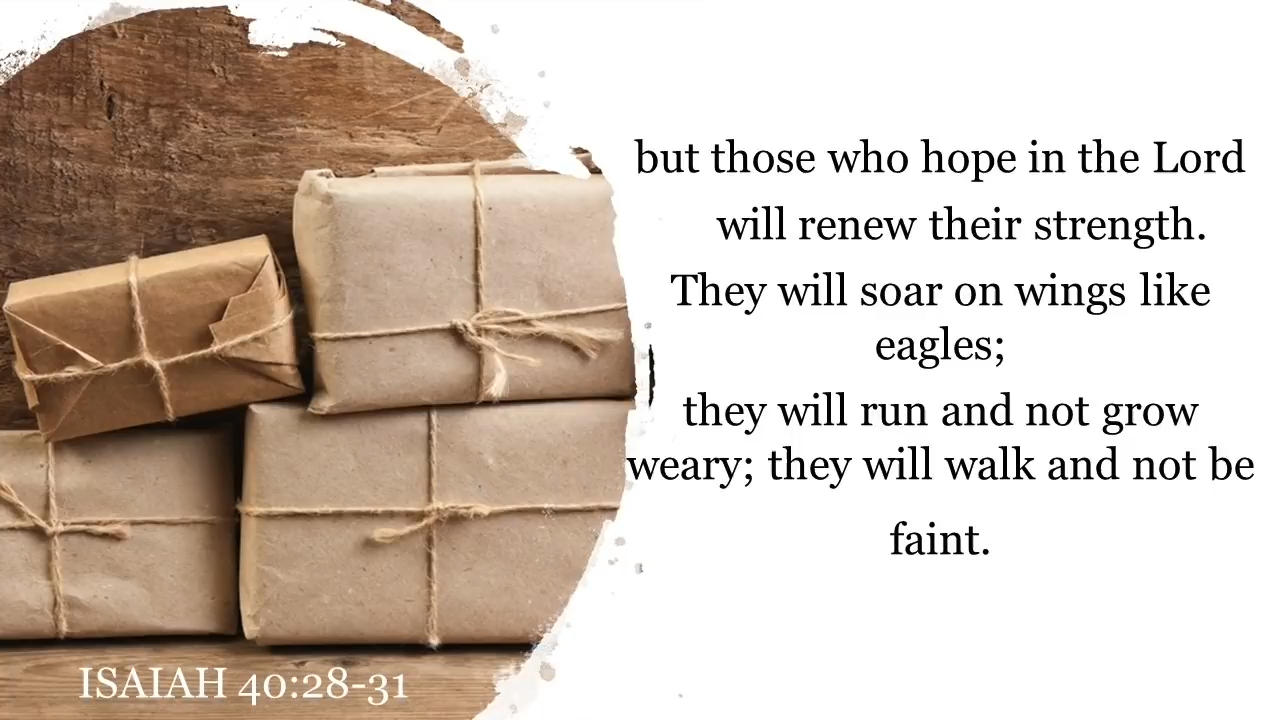 but those who hope in the Lord
will renew their strength.
They will soar on wings like
eagles;
they will run and not grow
weary; they will walk and not be
faint.
ISAIAH 40:28-31